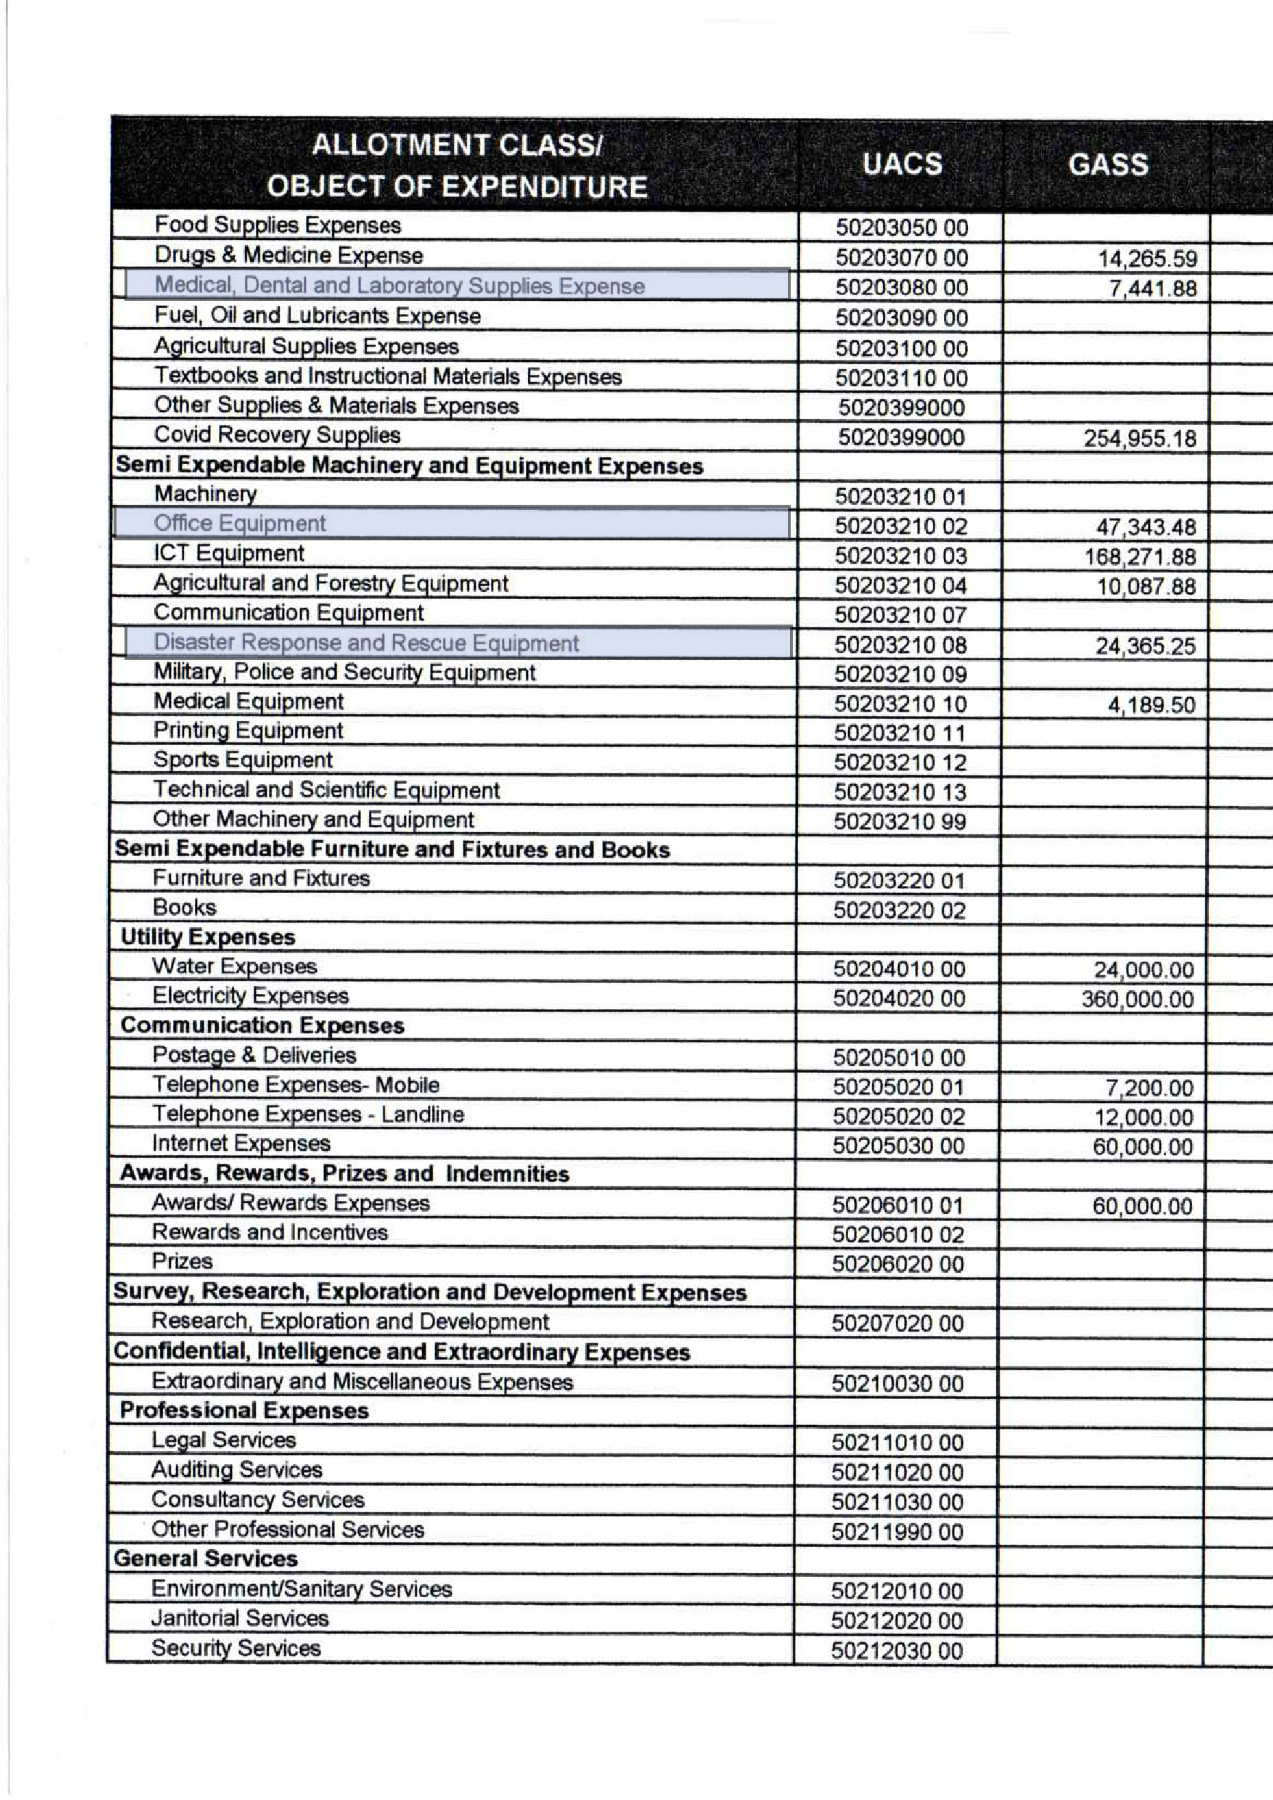 ALLOTMENT CLASS/ OBJECT OF EXPENDITURE UACS GASS
Food Supplies Expenses 50203050 00
Drugs & Medicine Expense 50203070 00 14,265.59
Medical, Dental and Laboratory Supplies Expense 50203080 00 7,441.88
Fuel, Oil and Lubricants Expense 50203090 00
Agricultural Supplies Expenses 50203100 00
Textbooks and Instructional Materials Expenses 50203110 00
Other Supplies & Materials Expenses 5020399000
Covid Recovery Supplies 5020399000 254,955.18
Semi Expendable Machinery and Equipment Expenses
Machinery 50203210 01
Office Equipment 50203210 02 47,343.48
ICT Equipment 50203210 03 168,271.88
Agricultural and Forestry Equipment 50203210 04 10,087.88
Communication Equipment 50203210 07
Disaster Response and Rescue Equipment 50203210 08 24,365.25
Military, Police and Security Equipment 50203210 09
Medical Equipment 50203210 10 4,189.50
Printing Equipment 50203210 11
Sports Equipment 50203210 12
Technical and Scientific Equipment 50203210 13
Other Machinery and Equipment 50203210 99
Semi Expendable Furniture and Fixtures and Books
Furniture and Fixtures 50203220 01
Books 50203220 02
Utility Expenses
Water Expenses 50204010 00 24,000.00
Electricity Expenses 50204020 00 360,000.00
Communication Expenses
Postage & Deliveries 50205010 00
Telephone Expenses- Mobile 50205020 01 7,200.00
Telephone Expenses - Landline 50205020 02 12,000.00
Internet Expenses 50205030 00 60,000.00
Awards, Rewards, Prizes and Indemnities
Awards/ Rewards Expenses 50206010 01 60,000.00
Rewards and Incentives 50206010 02
Prizes 50206020 00
Survey, Research, Exploration and Development Expenses
Research, Exploration and Development 50207020 00
Confidential, Intelligence and Extraordinary Expenses
Extraordinary and Miscellaneous Expenses 50210030 00
Professional Expenses
Legal Services 50211010 00
Auditing Services 50211020 00
Consultancy Services 50211030 00
Other Professional Services 50211990 00
General Services
Environment/Sanitary Services 50212010 00
Janitorial Services 50212020 00
Security Services 50212030 00